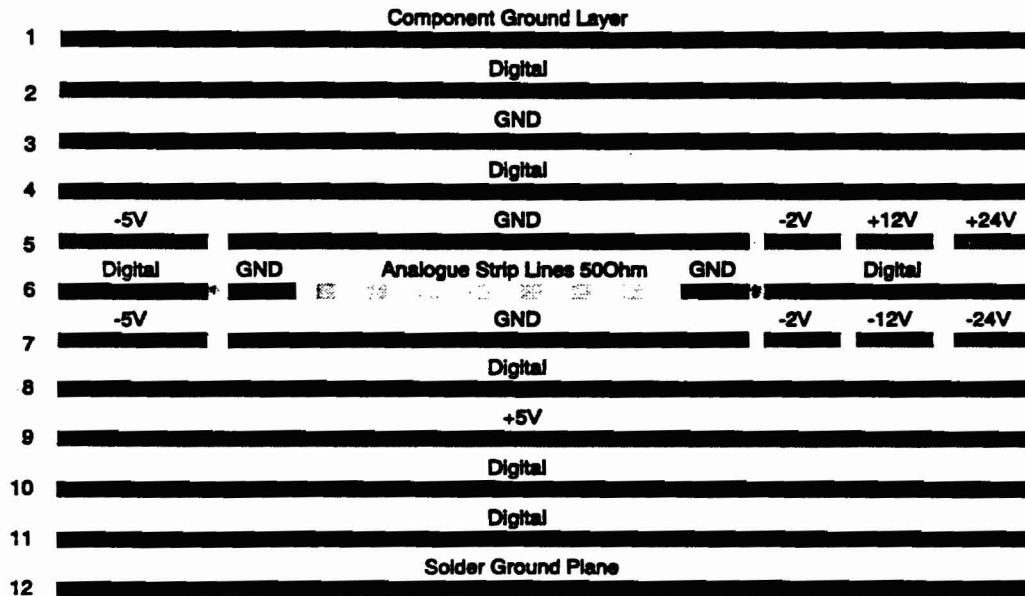 Component Ground Layer
1
Digital
2
GND
3
Digital
4
-5V GND -2V +12V +24V
5
Digital GND Analogue Strip Lines 50Ohm GND Digital
6
-5V GND -2V -12V -24V
7
Digital
8
+5V
9
Digital
10
Digital
11
Solder Ground Plane
12